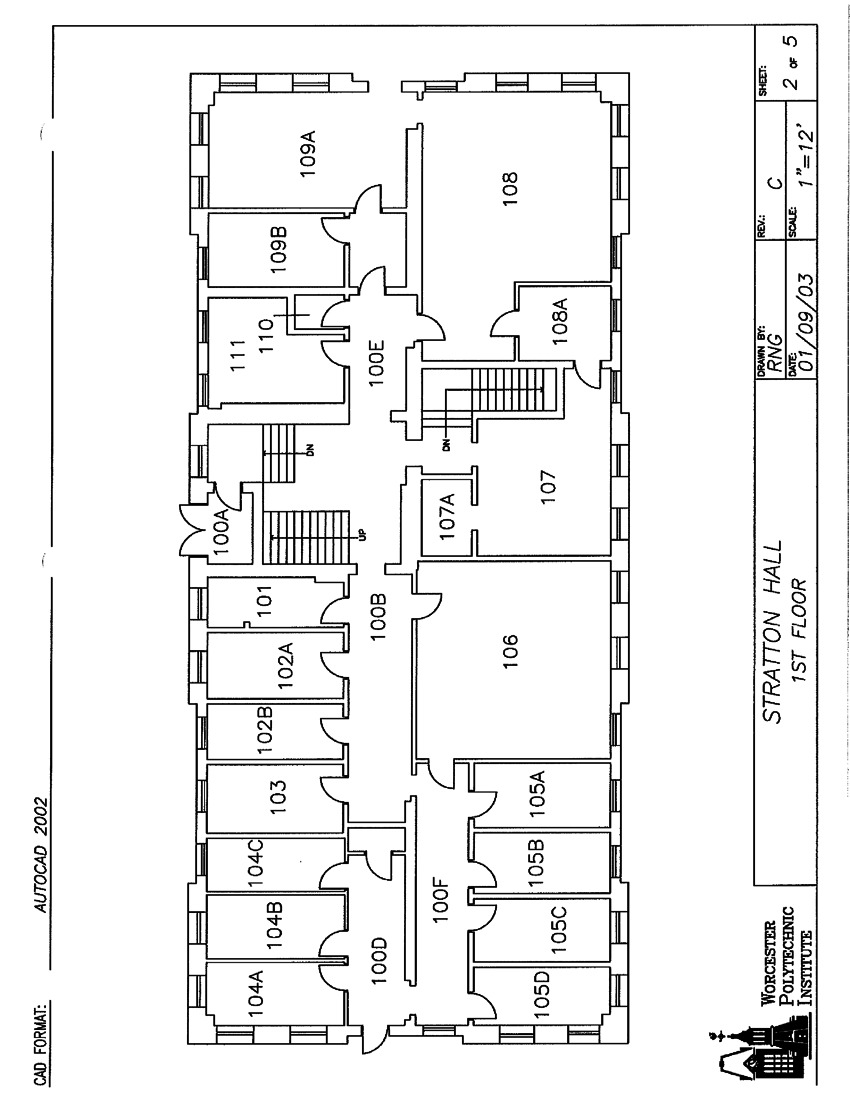 CAD FORMAT: AUTOCAD 2002
104A
104B
104C
103
102B
102A
101
100A
111
110
109B
109A
UP
DN
100D
100B
100E
100F
106
107A
DN
107
108
108A
105D
105C
105B
105A
WORCESTER
POLYTECHNIC
INSTITUTE
STRATTON HALL
1ST FLOOR
DRAWN BY:
RNG
DATE:
01/09/03
REV.:
C
SCALE:
1"=12'
SHEET:
2 OF 5